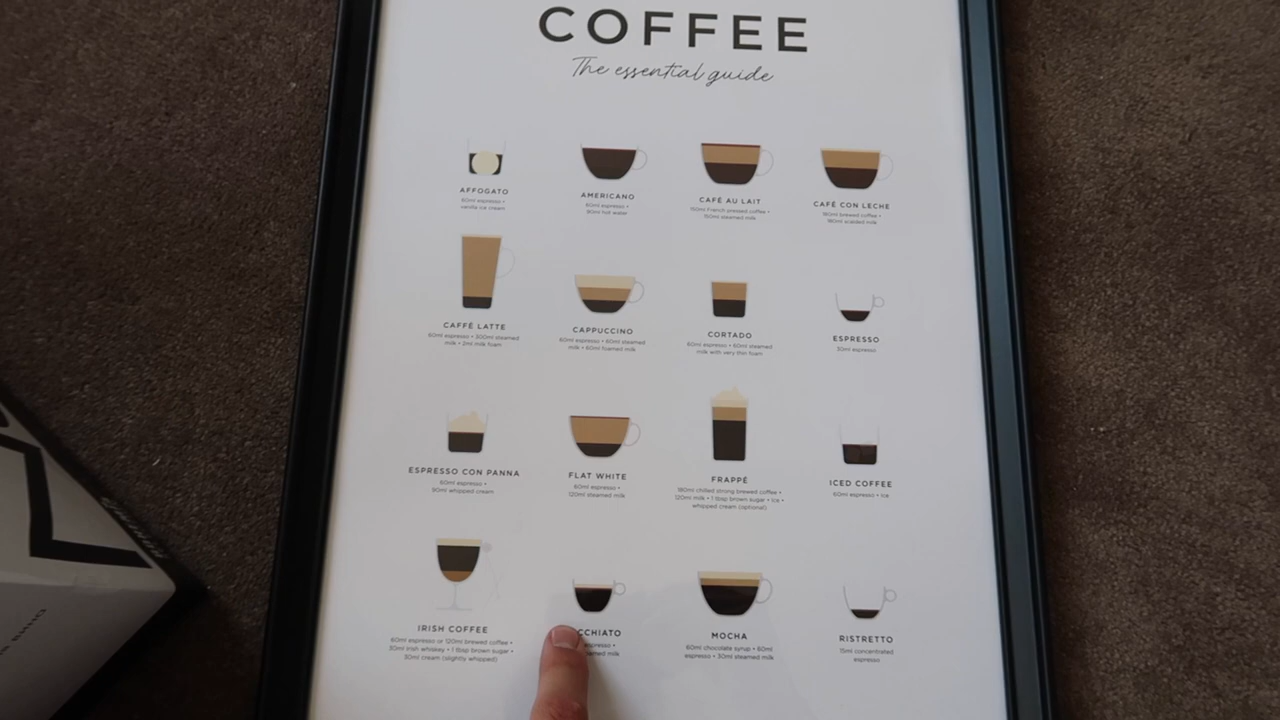 COFFEE
The essential guide
AFFOGATO
60ml espresso •
vanilla ice cream
AMERICANO
60ml espresso •
90ml hot water
CAFÉ AU LAIT
150ml French pressed coffee •
150ml steamed milk
CAFÉ CON LECHE
180ml brewed coffee •
180ml scalded milk
CAFFÈ LATTE
60ml espresso • 300ml steamed
milk • 2ml milk foam
CAPPUCCINO
60ml espresso • 60ml steamed
milk • 60ml foamed milk
CORTADO
60ml espresso • 60ml steamed
milk with very thin foam
ESPRESSO
30ml espresso
ESPRESSO CON PANNA
60ml espresso •
90ml whipped cream
FLAT WHITE
60ml espresso •
120ml steamed milk
FRAPPÉ
180ml chilled strong brewed coffee •
120ml milk • 1 tbsp brown sugar • ice •
whipped cream (optional)
ICED COFFEE
60ml espresso • ice
IRISH COFFEE
60ml espresso or 120ml brewed coffee •
30ml Irish whiskey • 1 tbsp brown sugar •
30ml cream (slightly whipped)
CCHIATO
espresso •
milk
MOCHA
60ml chocolate syrup • 60ml
espresso • 30ml steamed milk
RISTRETTO
15ml concentrated
espresso